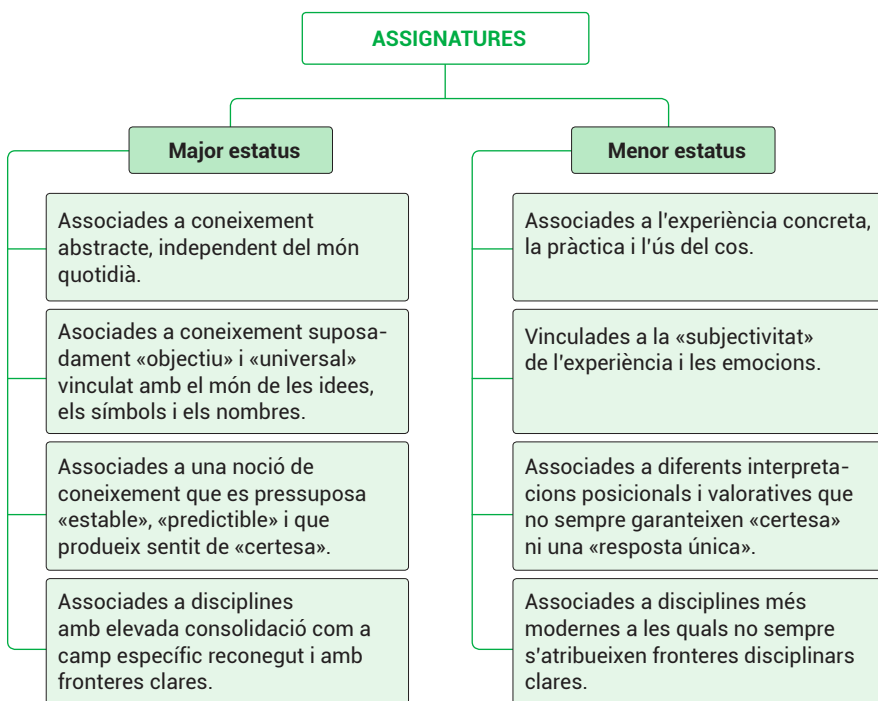 ASSIGNATURES
Major estatus
Associades a coneixement
abstracte, independent del món
quotidià.
Asociades a coneixement suposa-
dament «objectiu» i «universal»
vinculat amb el món de les idees,
els símbols i els nombres.
Associades a una noció de
coneixement que es pressuposa
«estable», «predictible» i que
produeix sentit de «certesa».
Associades a disciplines
amb elevada consolidació com a
camp específic reconegut i amb
fronteres clares.
Menor estatus
Associades a l'experiència concreta,
la pràctica i l'ús del cos.
Vinculades a la «subjectivitat»
de l'experiència i les emocions.
Associades a diferents interpreta-
cions posicionals i valoratives que
no sempre garanteixen «certesa»
ni una «resposta única».
Associades a disciplines més
modernes a les quals no sempre
s'atribueixen fronteres disciplinars
clares.